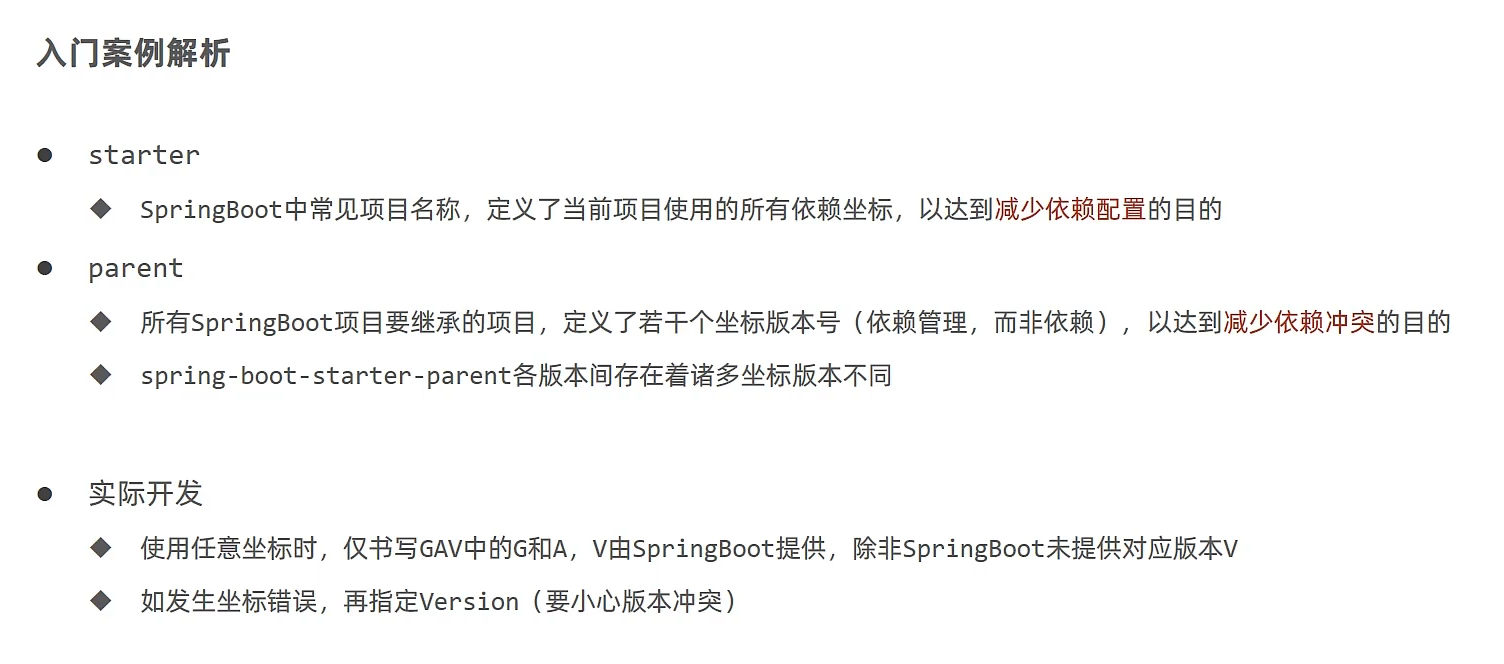 入门案例解析
starter
SpringBoot中常见项目名称，定义了当前项目使用的所有依赖坐标，以达到减少依赖配置的目的
parent
所有SpringBoot项目要继承的项目，定义了若干个坐标版本号（依赖管理，而非依赖），以达到减少依赖冲突的目的
spring-boot-starter-parent各版本间存在着诸多坐标版本不同
实际开发
使用任意坐标时，仅书写GAV中的G和A，V由SpringBoot提供，除非SpringBoot未提供对应版本V
如发生坐标错误，再指定Version（要小心版本冲突）